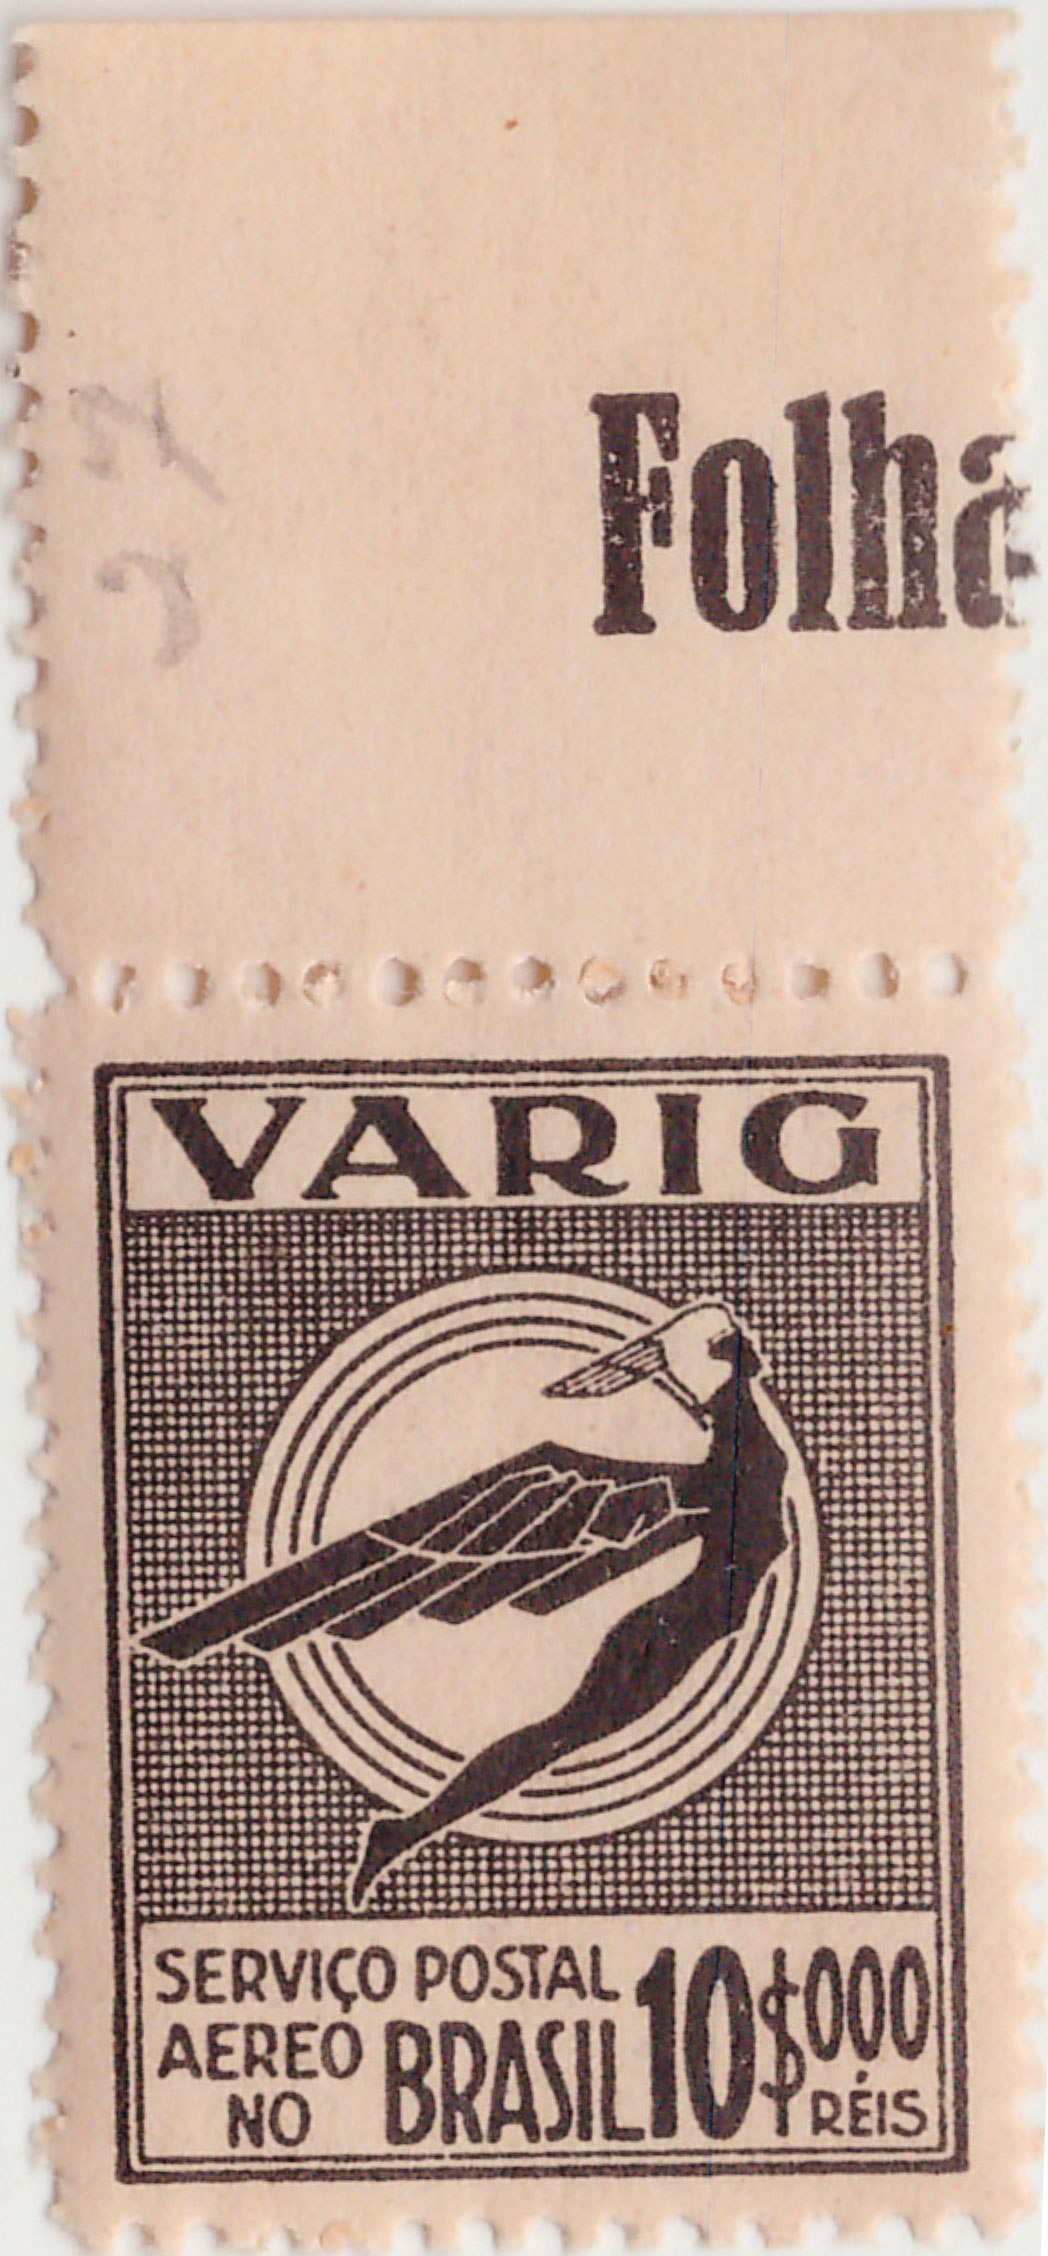 Folha
VARIG
SERVIÇO POSTAL
AEREO
NO
BRASIL 10$000
RÉIS